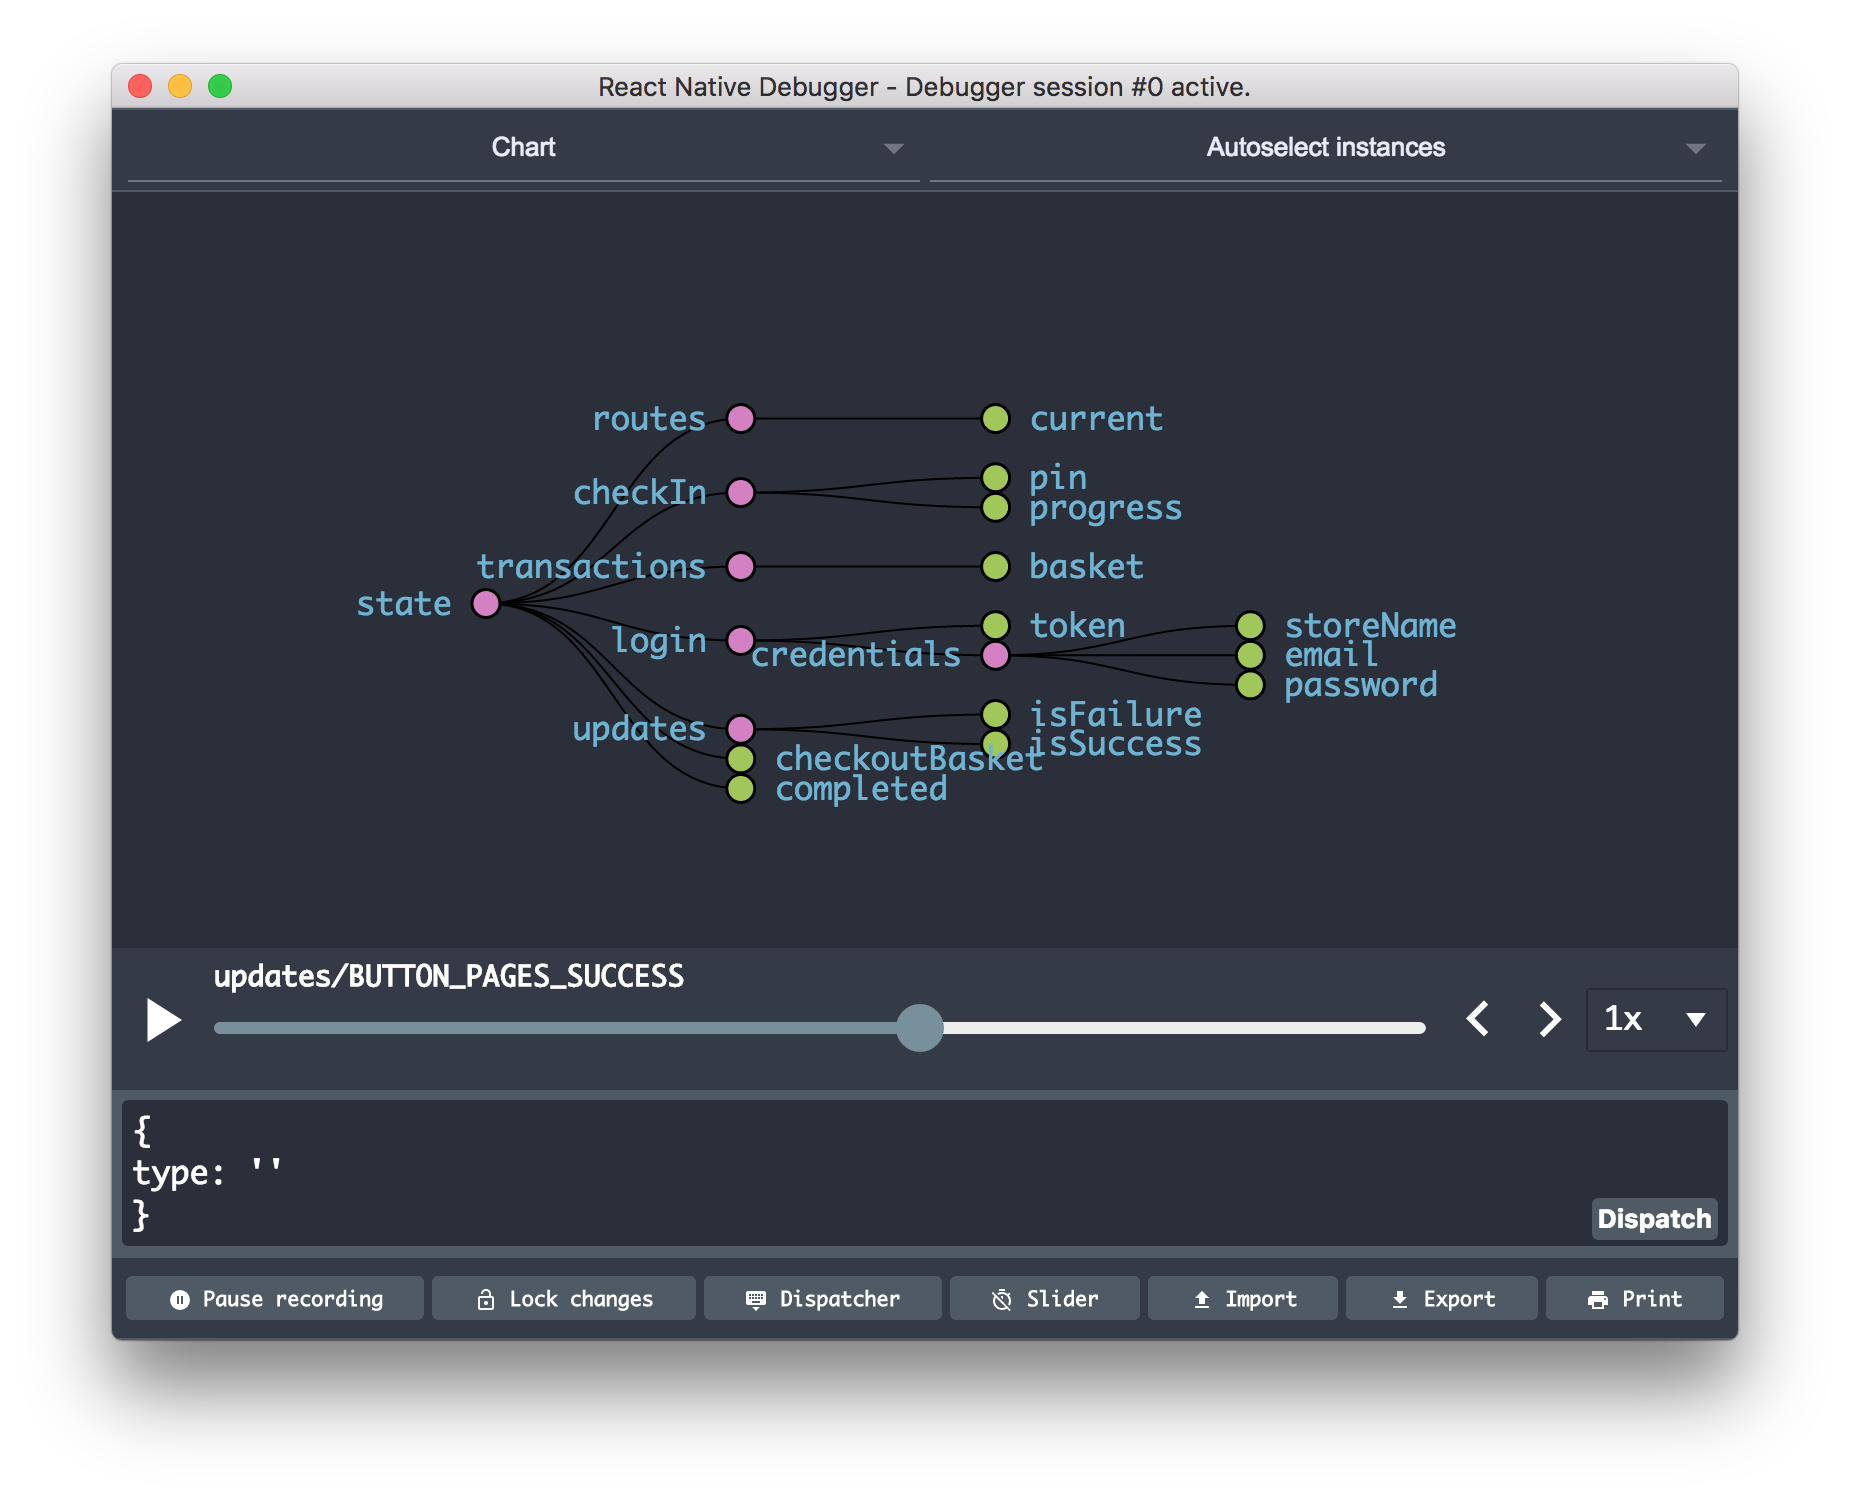 React Native Debugger - Debugger session #0 active.
Chart
Autoselect instances
routes
current
checkIn
pin
progress
transactions
basket
state
login
token
credentials
storeName
email
password
updates
isFailure
isSuccess
checkoutBasket
completed
updates/BUTTON_PAGES_SUCCESS
1x
{
type: ''
}
Dispatch
Pause recording
Lock changes
Dispatcher
Slider
Import
Export
Print